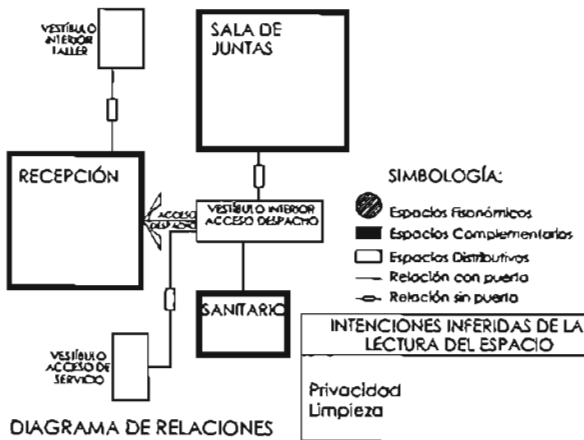 VESTÍBULO
INTERIOR
TALLER
SALA DE
JUNTAS
RECEPCIÓN
ACCESO
DESPACHO
VESTÍBULO INTERIOR
ACCESO DESPACHO
SANITARIO
VESTÍBULO
ACCESO DE
SERVICIO
DIAGRAMA DE RELACIONES
SIMBOLOGÍA:
Espacios Fisonómicos
Espacios Complementarios
Espacios Distributivos
Relación con puerta
Relación sin puerta
INTENCIONES INFERIDAS DE LA
LECTURA DEL ESPACIO
Privacidad
Limpieza